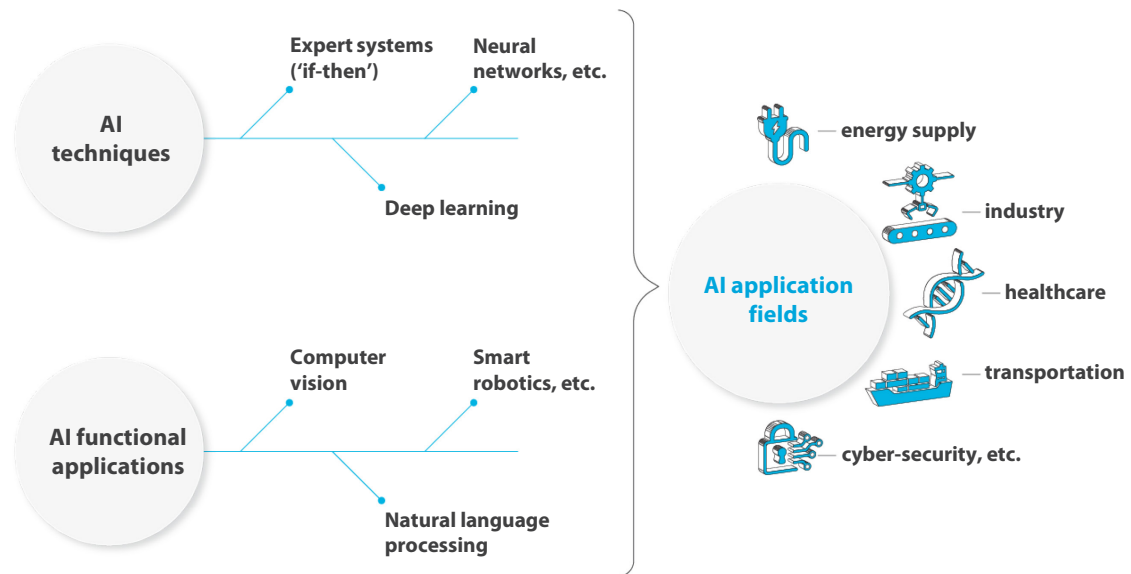 AI
techniques
Expert systems
(‘if-then’)
Neural
networks, etc.
Deep learning
AI functional
applications
Computer
vision
Smart
robotics, etc.
Natural language
processing
AI application
fields
energy supply
industry
healthcare
transportation
cyber-security, etc.